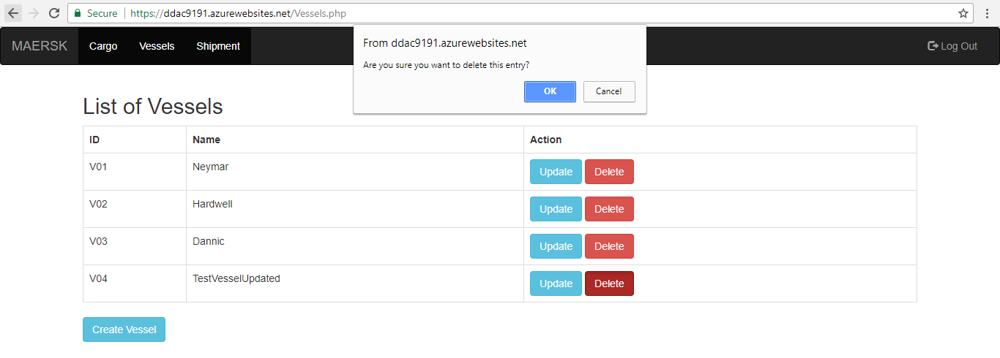 Secure https://ddac9191.azurewebsites.net/Vessels.php
MAERSK Cargo Vessels Shipment Log Out
From ddac9191.azurewebsites.net
Are you sure you want to delete this entry?
OK Cancel
List of Vessels
ID Name Action
V01 Neymar Update Delete
V02 Hardwell Update Delete
V03 Dannic Update Delete
V04 TestVesselUpdated Update Delete
Create Vessel